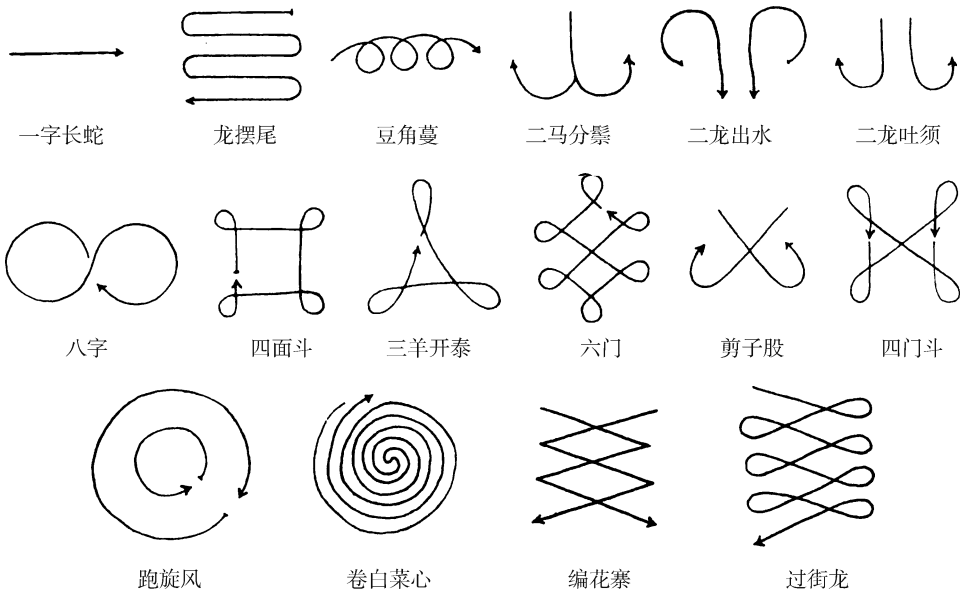 一字长蛇 龙摆尾 豆角蔓 二马分鬃 二龙出水 二龙吐须
八字 四面斗 三羊开泰 六门 剪子股 四门斗
跑旋风 卷白菜心 编花寨 过街龙